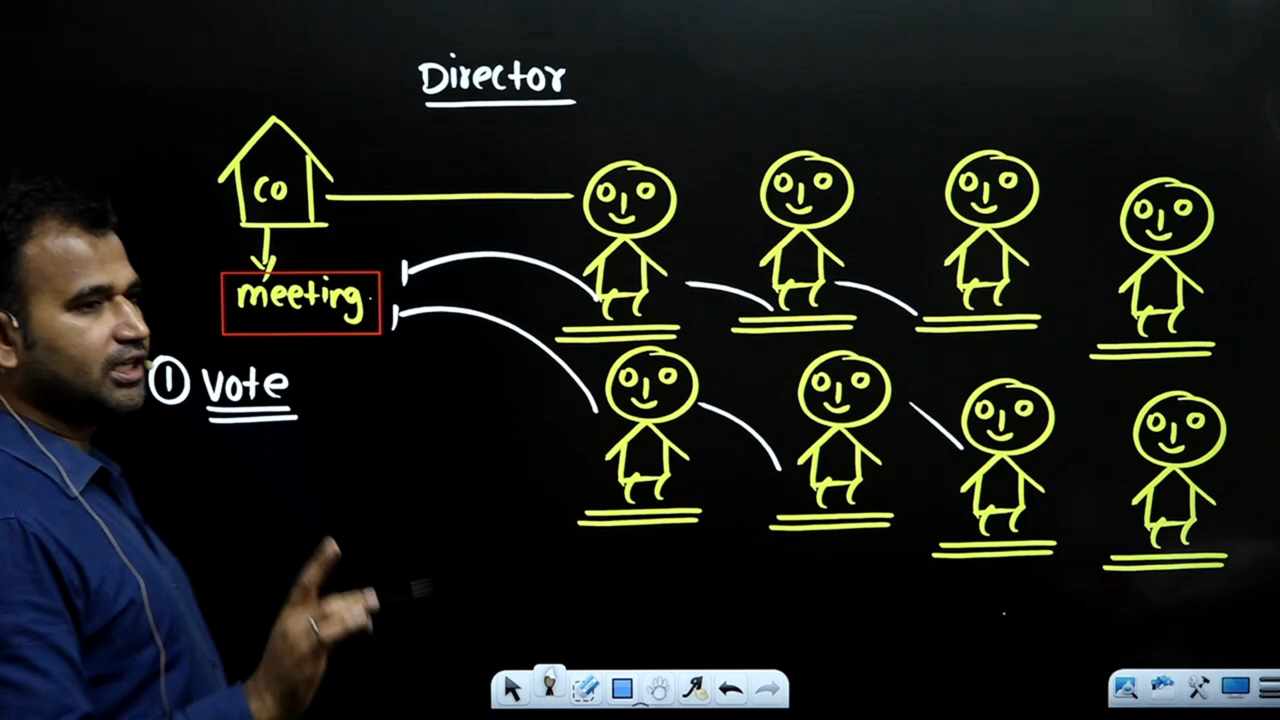 Director
CO
meeting
① Vote